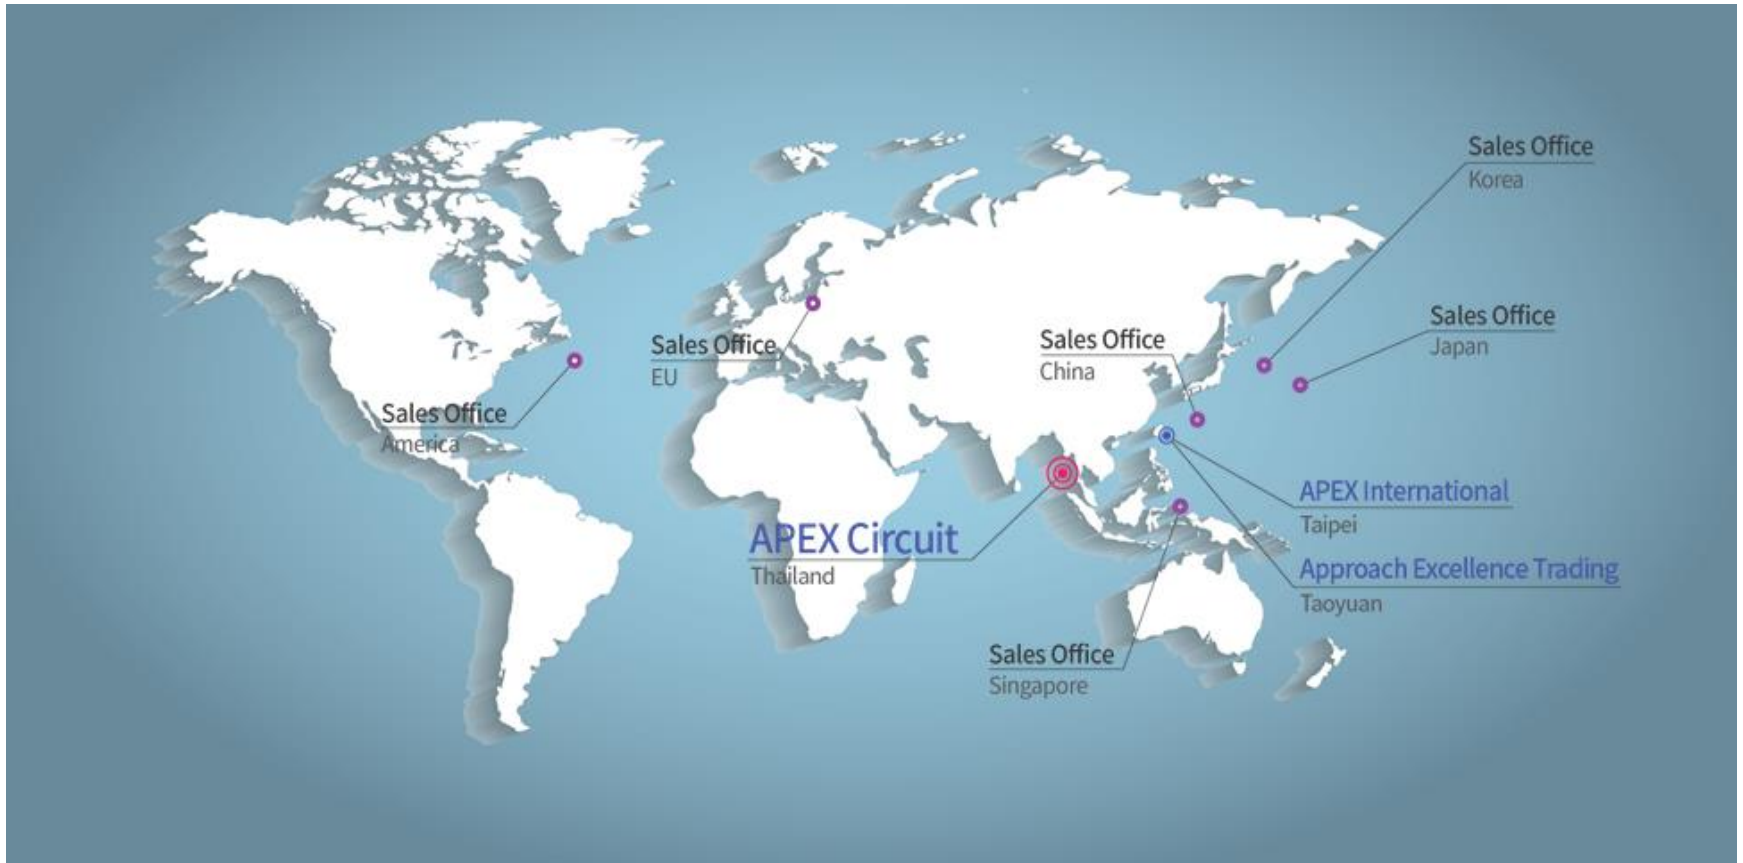 Sales Office
Korea
Sales Office
Japan
Sales Office
EU
Sales Office
China
Sales Office
America
APEX International
Taipei
APEX Circuit
Thailand
Approach Excellence Trading
Taoyuan
Sales Office
Singapore